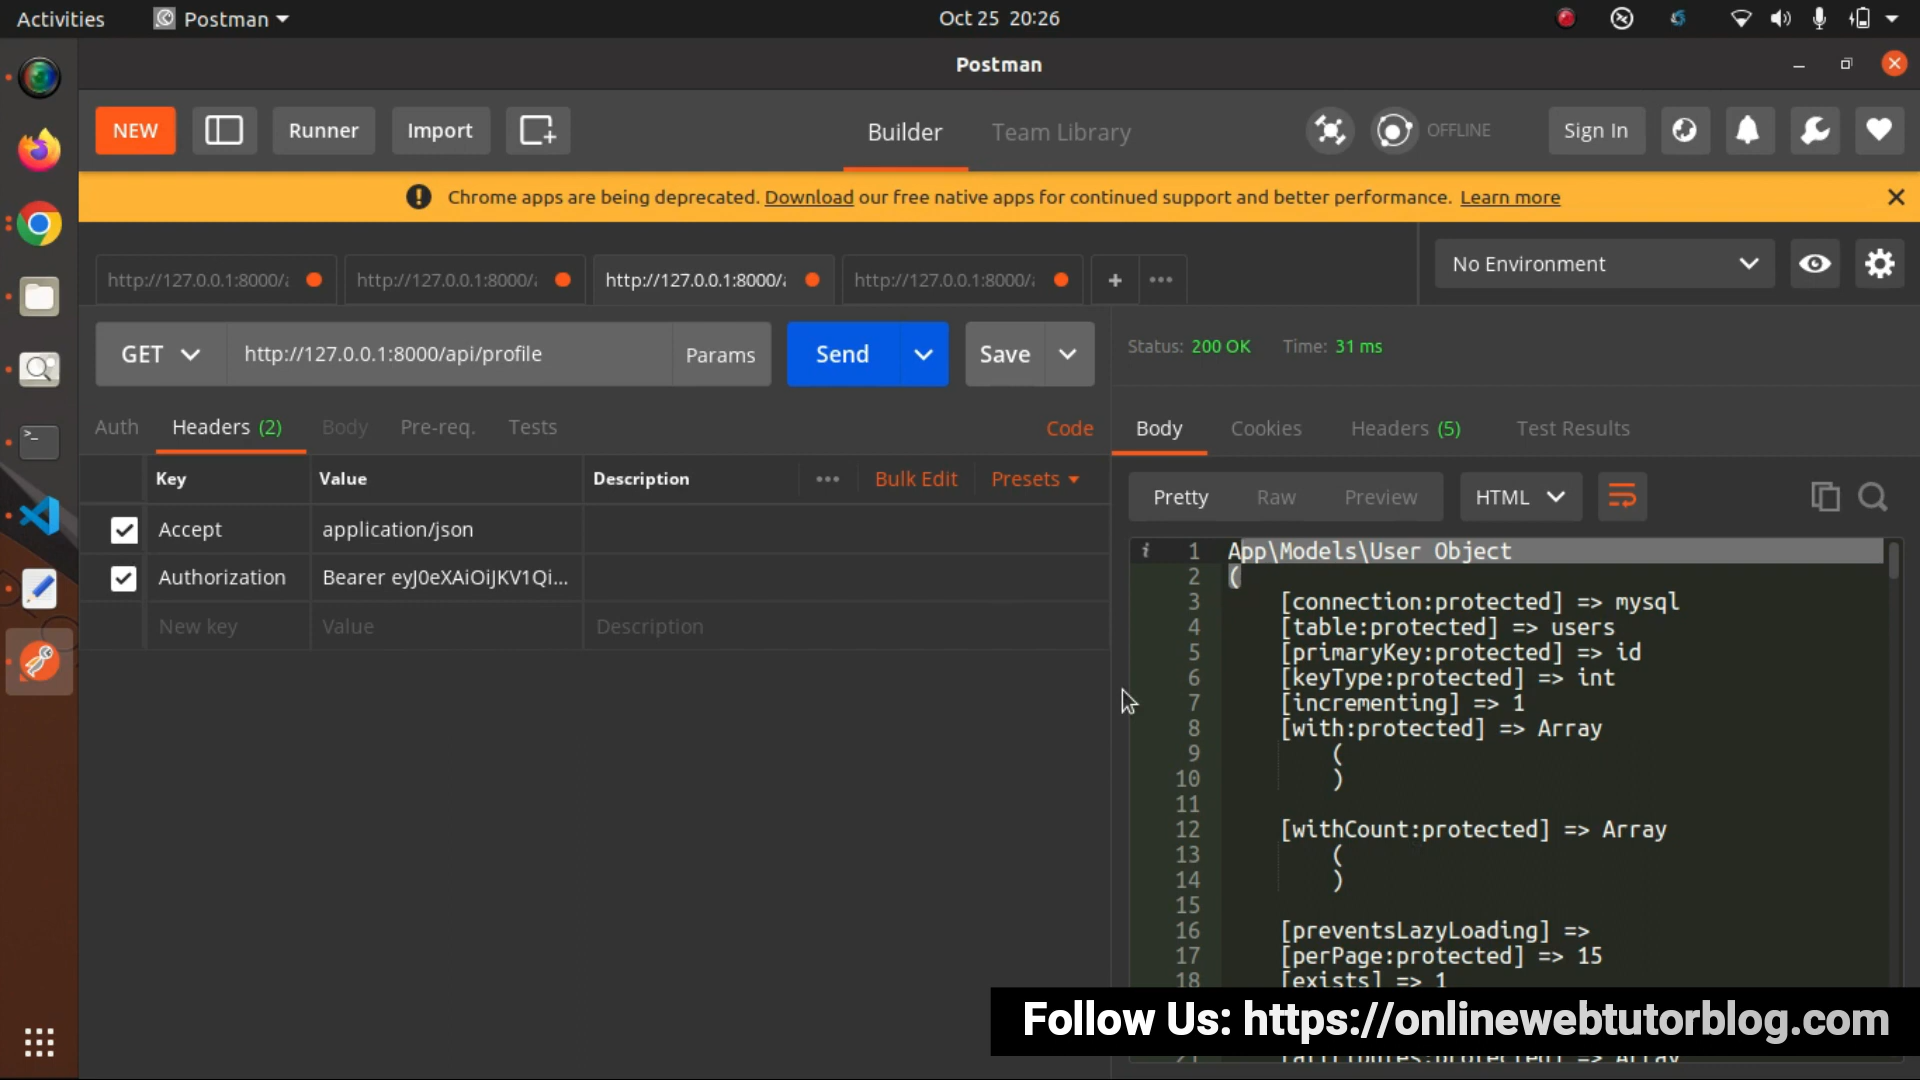 Activities
Postman
Oct 25 20:26
Postman
NEW
Runner
Import
Builder
Team Library
OFFLINE
Sign In
Chrome apps are being deprecated. Download our free native apps for continued support and better performance. Learn more
http://127.0.0.1:8000/
http://127.0.0.1:8000/
http://127.0.0.1:8000/
http://127.0.0.1:8000/
No Environment
GET
http://127.0.0.1:8000/api/profile
Params
Send
Save
Status: 200 OK Time: 31 ms
Auth
Headers (2)
Body
Pre-req.
Tests
Code
Body
Cookies
Headers (5)
Test Results
Key
Value
Description
Bulk Edit
Presets
Accept
application/json
Authorization
Bearer eyJ0eXAiOiJKV1Qi...
New key
Value
Description
Pretty
Raw
Preview
HTML
1 App\Models\User Object
2 (
3 [connection:protected] => mysql
4 [table:protected] => users
5 [primaryKey:protected] => id
6 [keyType:protected] => int
7 [incrementing] => 1
8 [with:protected] => Array
9 (
10 )
11
12 [withCount:protected] => Array
13 (
14 )
15
16 [preventsLazyLoading] =>
17 [perPage:protected] => 15
18 [exists] => 1
Follow Us: https://onlinewebtutorblog.com
21 [attributes:protected] => Array